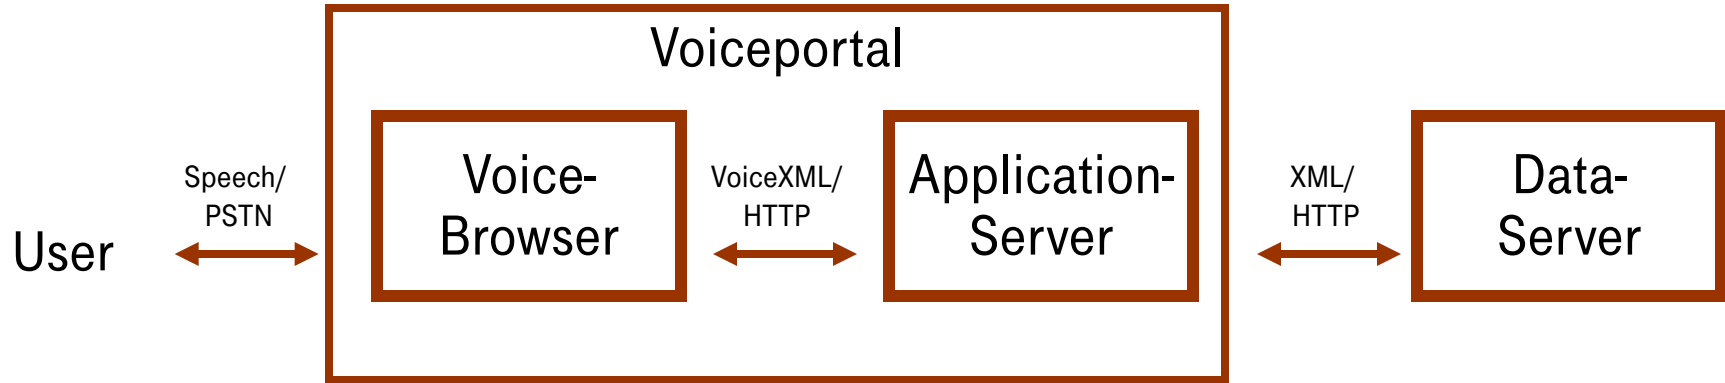 Voiceportal
User
Speech/
PSTN
Voice-
Browser
VoiceXML/
HTTP
Application-
Server
XML/
HTTP
Data-
Server